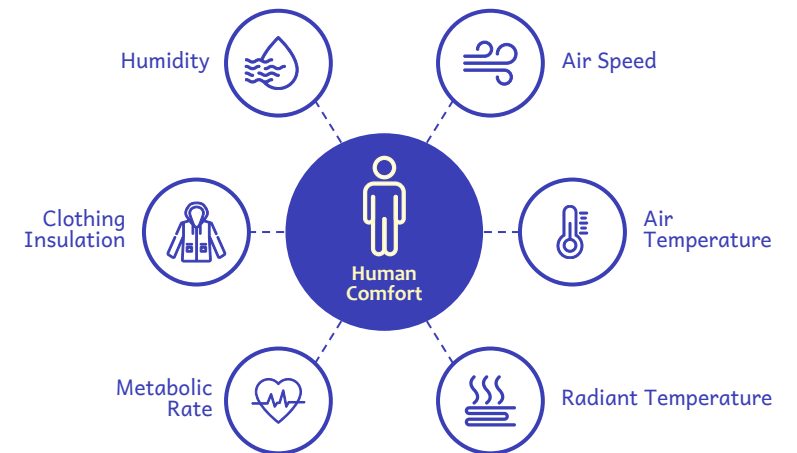 Humidity
Air Speed
Clothing
Insulation
Human
Comfort
Air
Temperature
Metabolic
Rate
Radiant Temperature